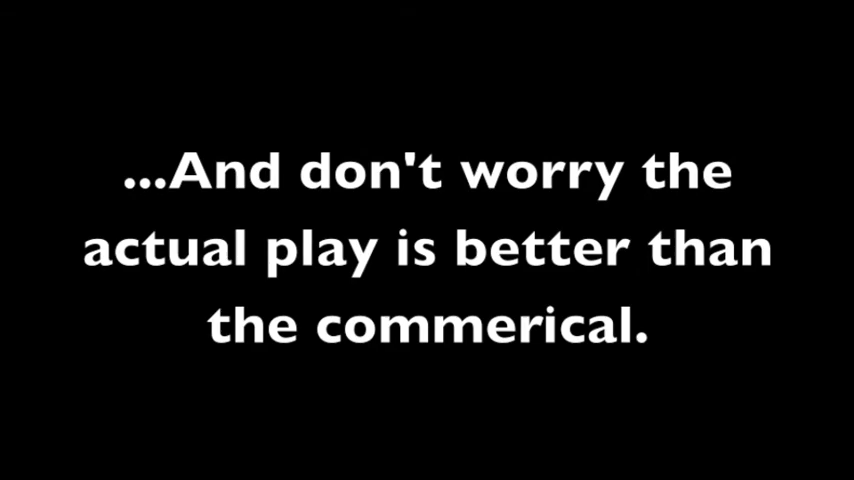 ...And don't worry the
actual play is better than
the commerical.